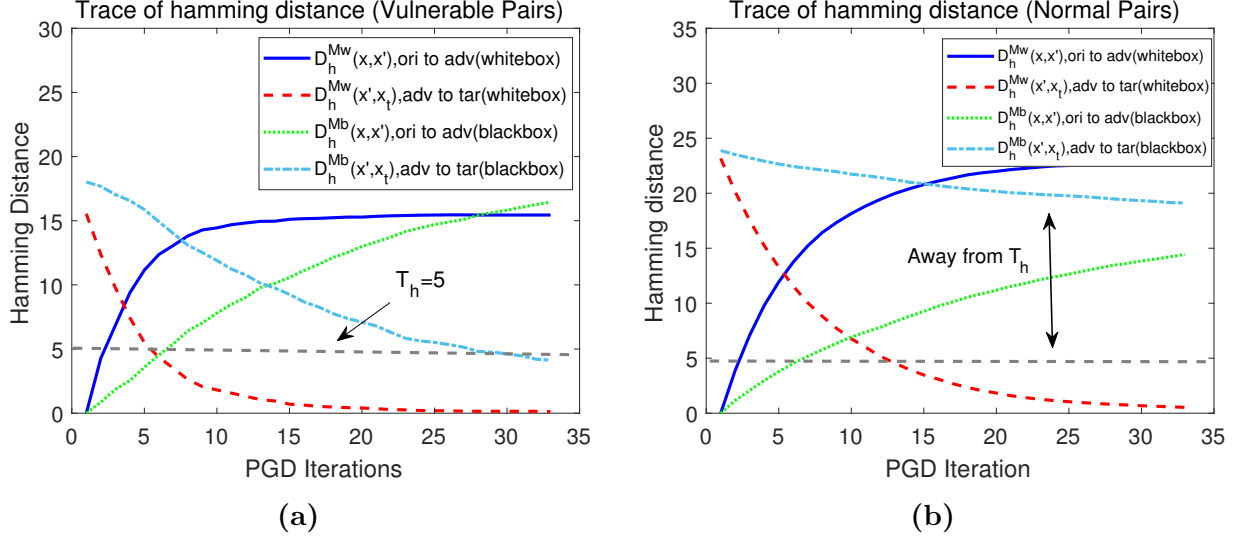 Trace of hamming distance (Vulnerable Pairs)
30
25
20
15
10
5
0
Hamming Distance
D_h^{Mw}(x,x'),ori to adv(whitebox)
D_h^{Mw}(x',x_t),adv to tar(whitebox)
D_h^{Mb}(x,x'),ori to adv(blackbox)
D_h^{Mb}(x',x_t),adv to tar(blackbox)
T_h=5
0 5 10 15 20 25 30 35
PGD Iterations
(a)
Trace of hamming distance (Normal Pairs)
35
30
25
20
15
10
5
0
Hamming distance
D_h^{Mw}(x,x'),ori to adv(whitebox)
D_h^{Mw}(x',x_t),adv to tar(whitebox)
D_h^{Mb}(x,x'),ori to adv(blackbox)
D_h^{Mb}(x',x_t),adv to tar(blackbox)
Away from T_h
0 5 10 15 20 25 30 35
PGD Iteration
(b)